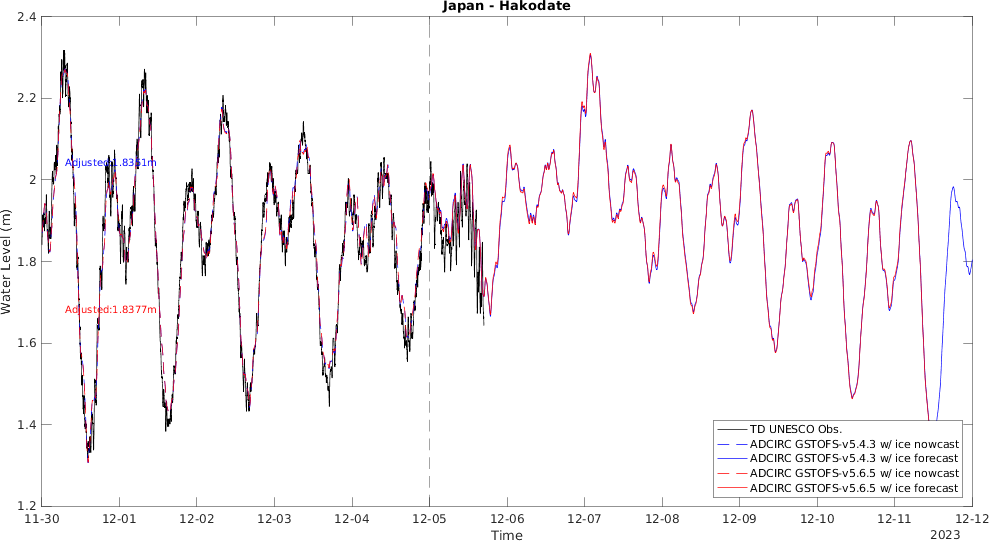 Japan - Hakodate
2.4
2.2
2
1.8
1.6
1.4
1.2
Water Level (m)
Adjusted:1.8361m
Adjusted:1.8377m
TD UNESCO Obs.
ADCIRC GSTOFS-v5.4.3 w/ ice nowcast
ADCIRC GSTOFS-v5.4.3 w/ ice forecast
ADCIRC GSTOFS-v5.6.5 w/ ice nowcast
ADCIRC GSTOFS-v5.6.5 w/ ice forecast
11-30 12-01 12-02 12-03 12-04 12-05 12-06 12-07 12-08 12-09 12-10 12-11 12-12
Time
2023